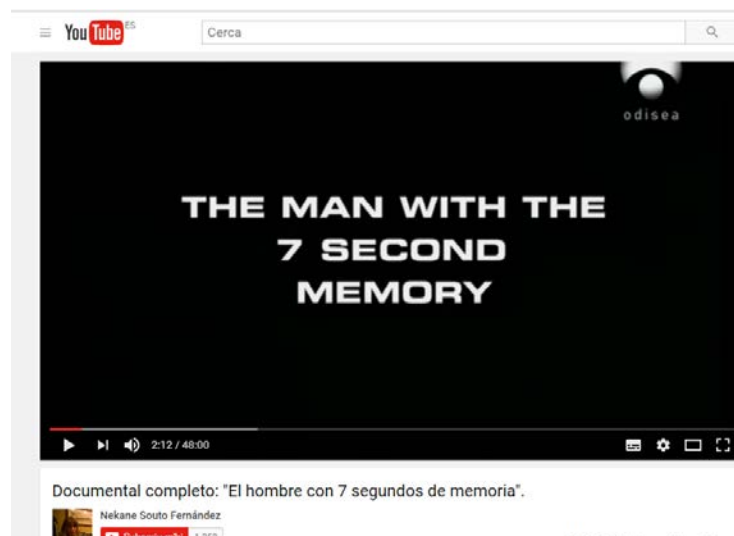 YouTube ES
Cerca
odisea
THE MAN WITH THE
7 SECOND
MEMORY
2:12 / 48:00
Documental completo: "El hombre con 7 segundos de memoria".
Nekane Souto Fernández